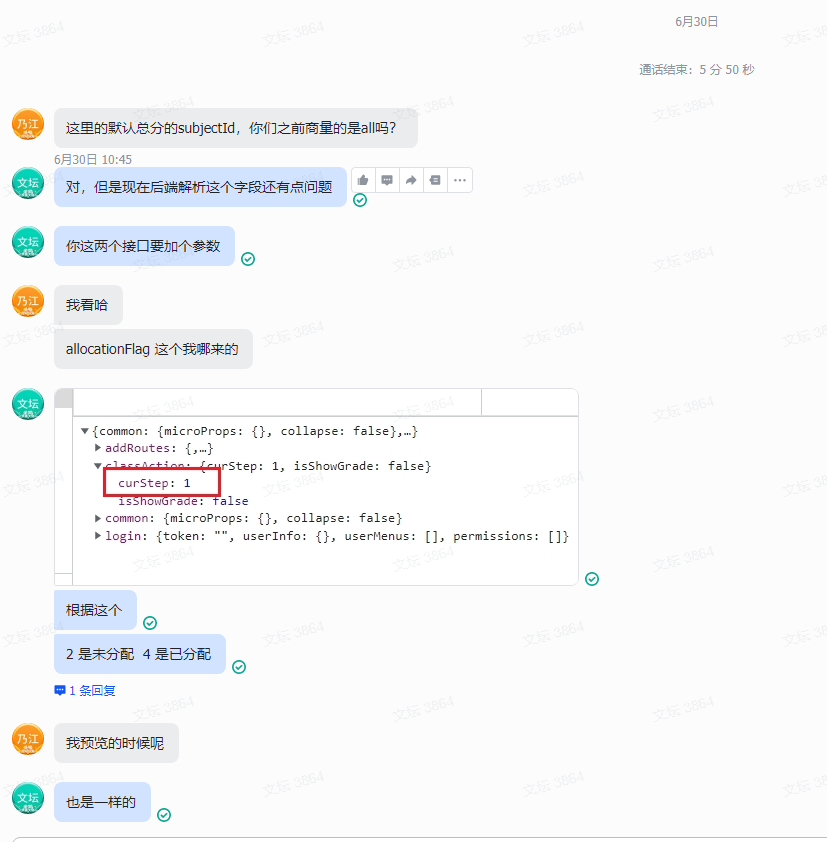 6月30日
通话结束：5 分 50 秒
乃江
这里的默认总分的subjectId，你们之前商量的是all吗？
6月30日 10:45
文坛
对，但是现在后端解析这个字段还有点问题
文坛
你这两个接口要加个参数
乃江
我看哈
allocationFlag 这个我哪来的
文坛
{common: {microProps: {}, collapse: false},…}
addRoutes: {,…}
classAction: {curStep: 1, isShowGrade: false}
curStep: 1
isShowGrade: false
common: {microProps: {}, collapse: false}
login: {token: "", userInfo: {}, userMenus: [], permissions: []}
根据这个
2 是未分配  4 是已分配
1 条回复
乃江
我预览的时候呢
文坛
也是一样的
文坛 3864